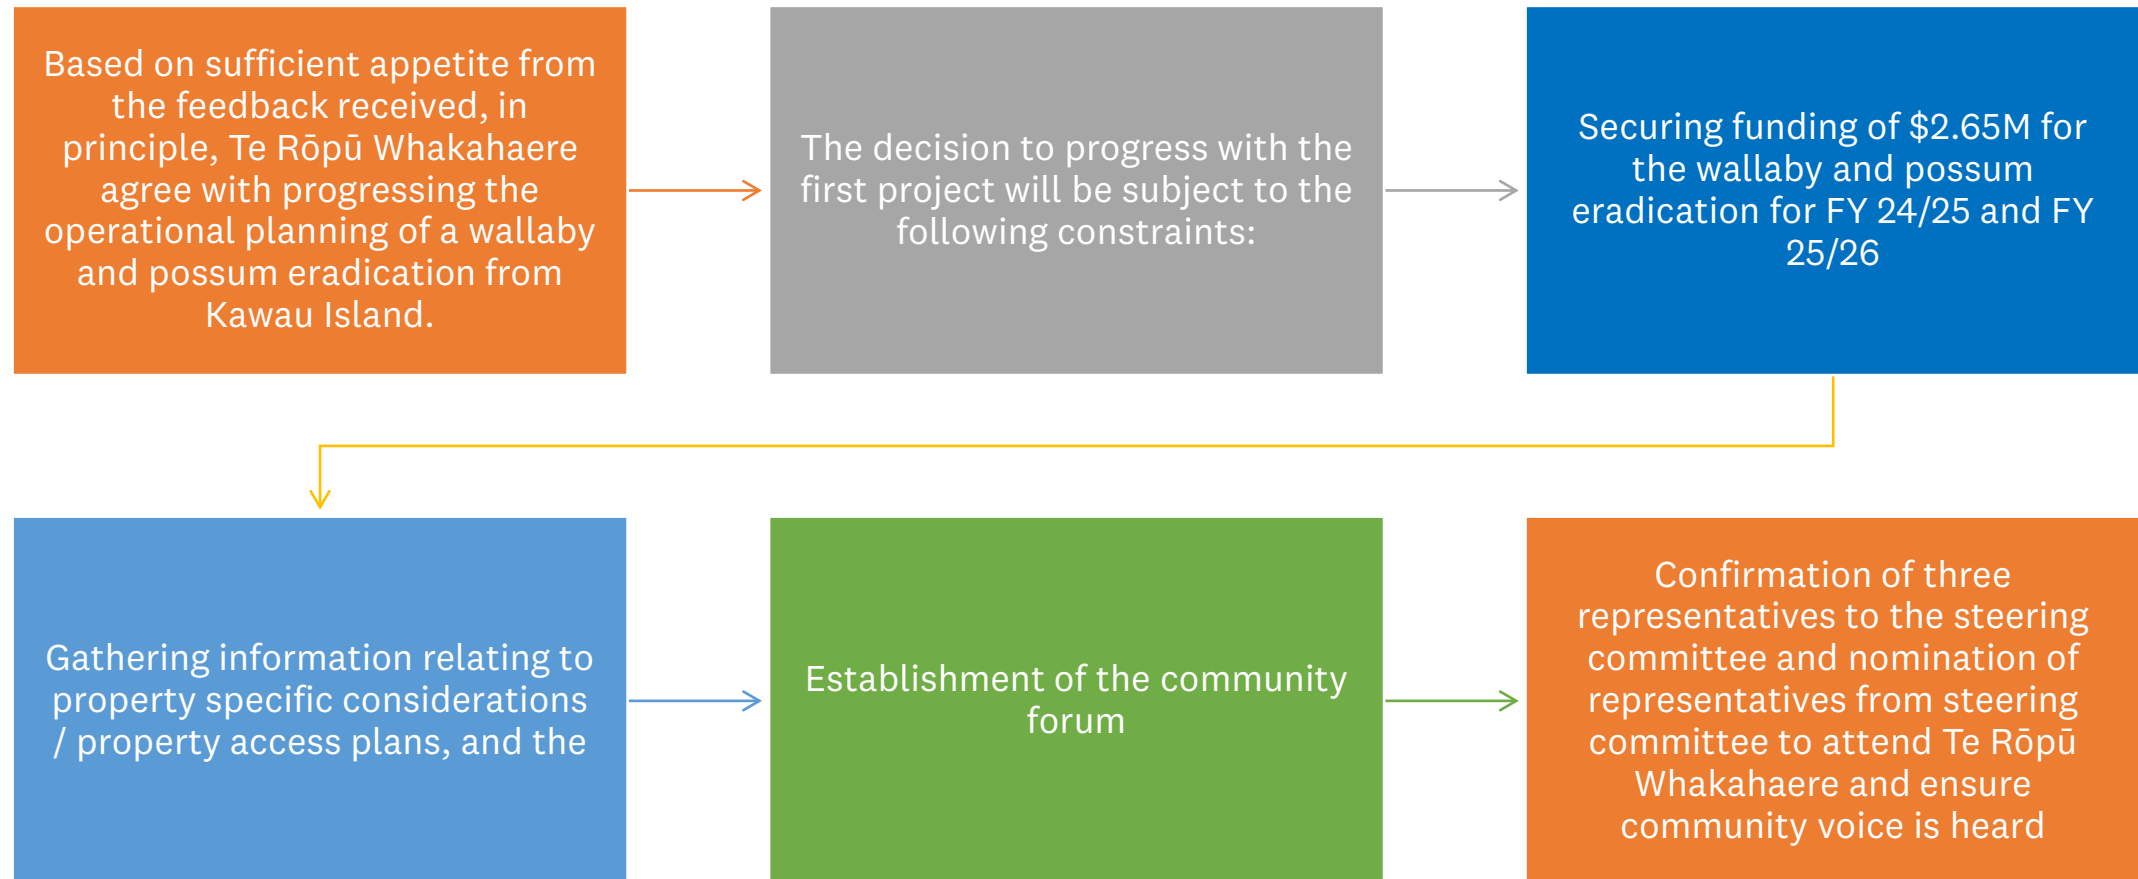 Based on sufficient appetite from
the feedback received, in
principle, Te Rōpū Whakahaere
agree with progressing the
operational planning of a wallaby
and possum eradication from
Kawau Island.
The decision to progress with the
first project will be subject to the
following constraints:
Securing funding of $2.65M for
the wallaby and possum
eradication for FY 24/25 and FY
25/26
Gathering information relating to
property specific considerations
/ property access plans, and the
Establishment of the community
forum
Confirmation of three
representatives to the steering
committee and nomination of
representatives from steering
committee to attend Te Rōpū
Whakahaere and ensure
community voice is heard